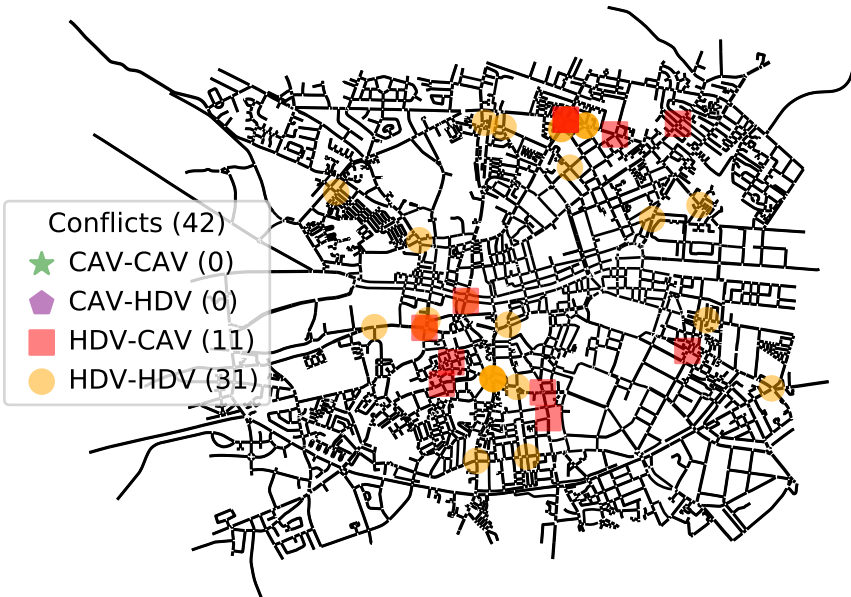 Conflicts (42)
CAV-CAV (0)
CAV-HDV (0)
HDV-CAV (11)
HDV-HDV (31)